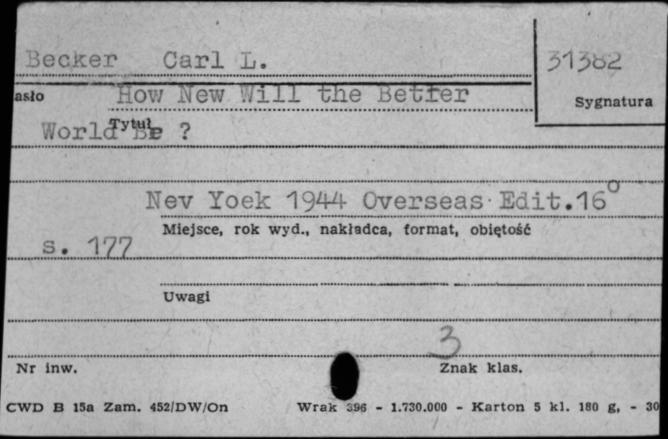 Becker Carl L. 31382
asło How New Will the Better Sygnatura
World Be ?
Tytuł
Nev Yoek 1944 Overseas Edit.16°
Miejsce, rok wyd., nakładca, format, objętość
s. 177
Uwagi
3
Nr inw. Znak klas.
CWD B 15a Zam. 452/DW/On Wrak 396 - 1.730.000 - Karton 5 kl. 180 g, - 30